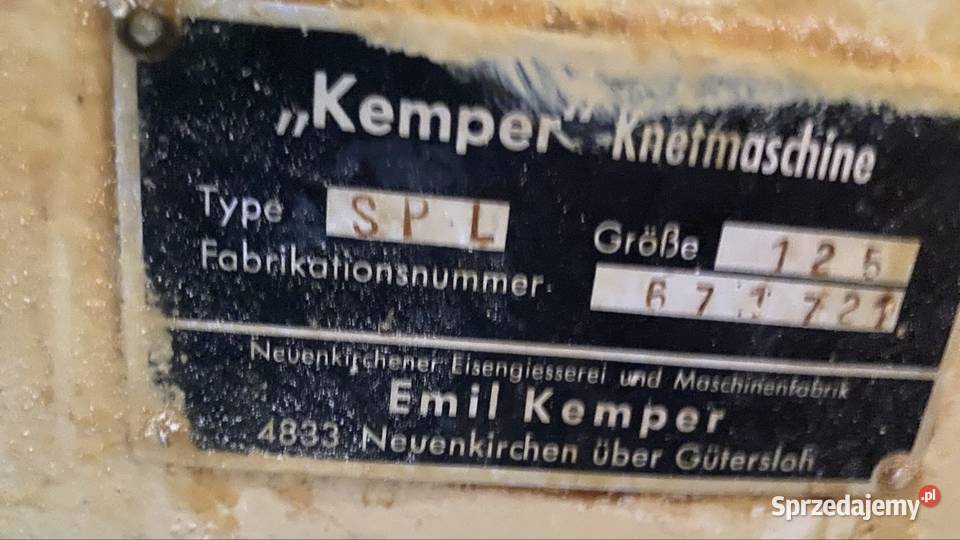 „Kemper" Knetmaschine
Type SPL Größe 125
Fabrikationsnummer 671721
Neuenkirchener Eisengiesserei und Maschinenfabrik
Emil Kemper
4833 Neuenkirchen über Gütersloh
Sprzedajemy.pl